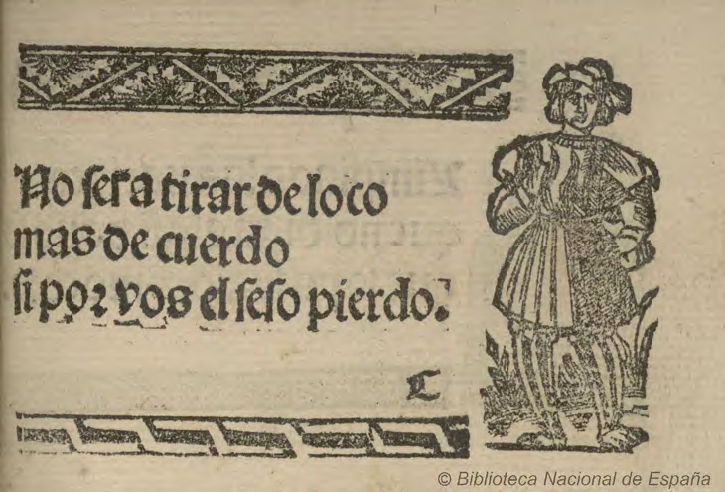 No sera tirar de loco
mas de cuerdo
si por vos el seso pierdo.
© Biblioteca Nacional de España